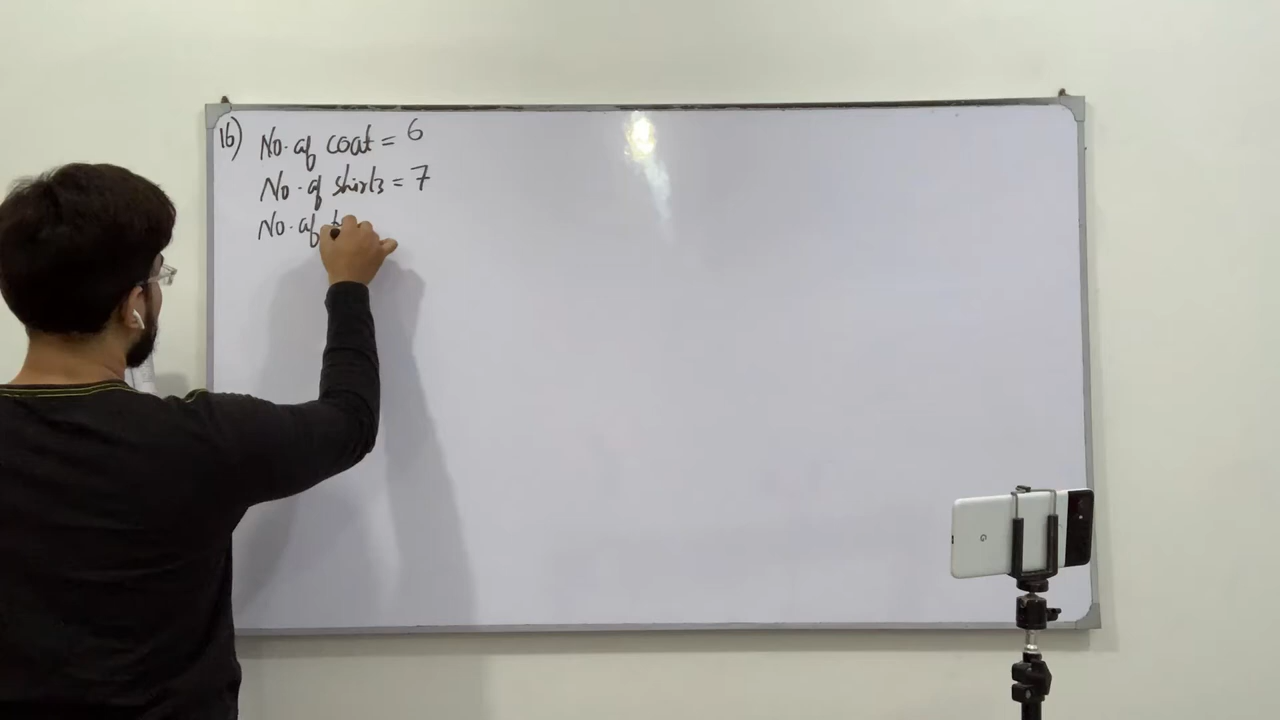 16) No. of coat = 6
No. of shirts = 7
No. of
G